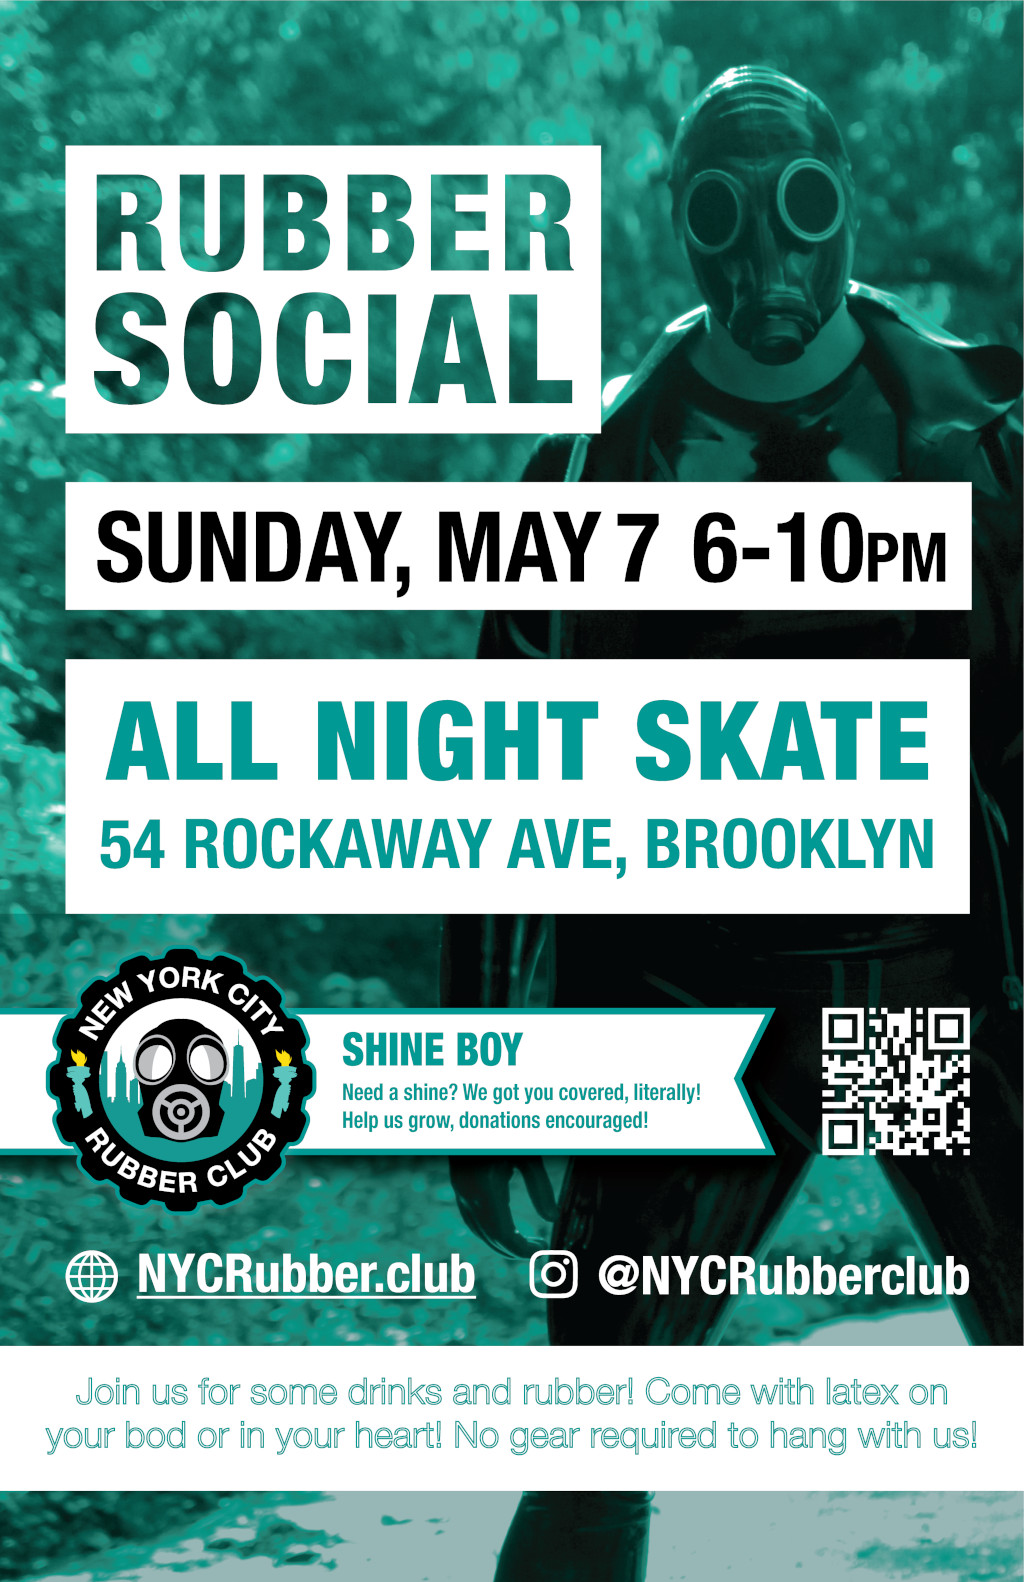 RUBBER
SOCIAL
SUNDAY, MAY 7 6-10PM
ALL NIGHT SKATE
54 ROCKAWAY AVE, BROOKLYN
NEW YORK CITY
RUBBER CLUB
SHINE BOY
Need a shine? We got you covered, literally!
Help us grow, donations encouraged!
NYCRubber.club
@NYCRubberclub
Join us for some drinks and rubber! Come with latex on
your bod or in your heart! No gear required to hang with us!